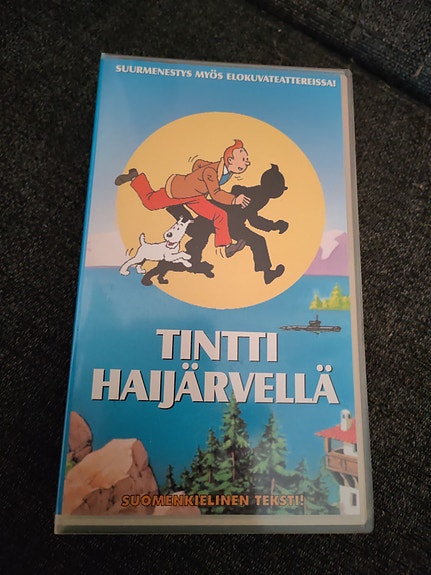 SUURMENESTYS MYÖS ELOKUVATEATTEREISSA!
TINTTI
HAIJÄRVELLÄ
SUOMENKIELINEN TEKSTI!